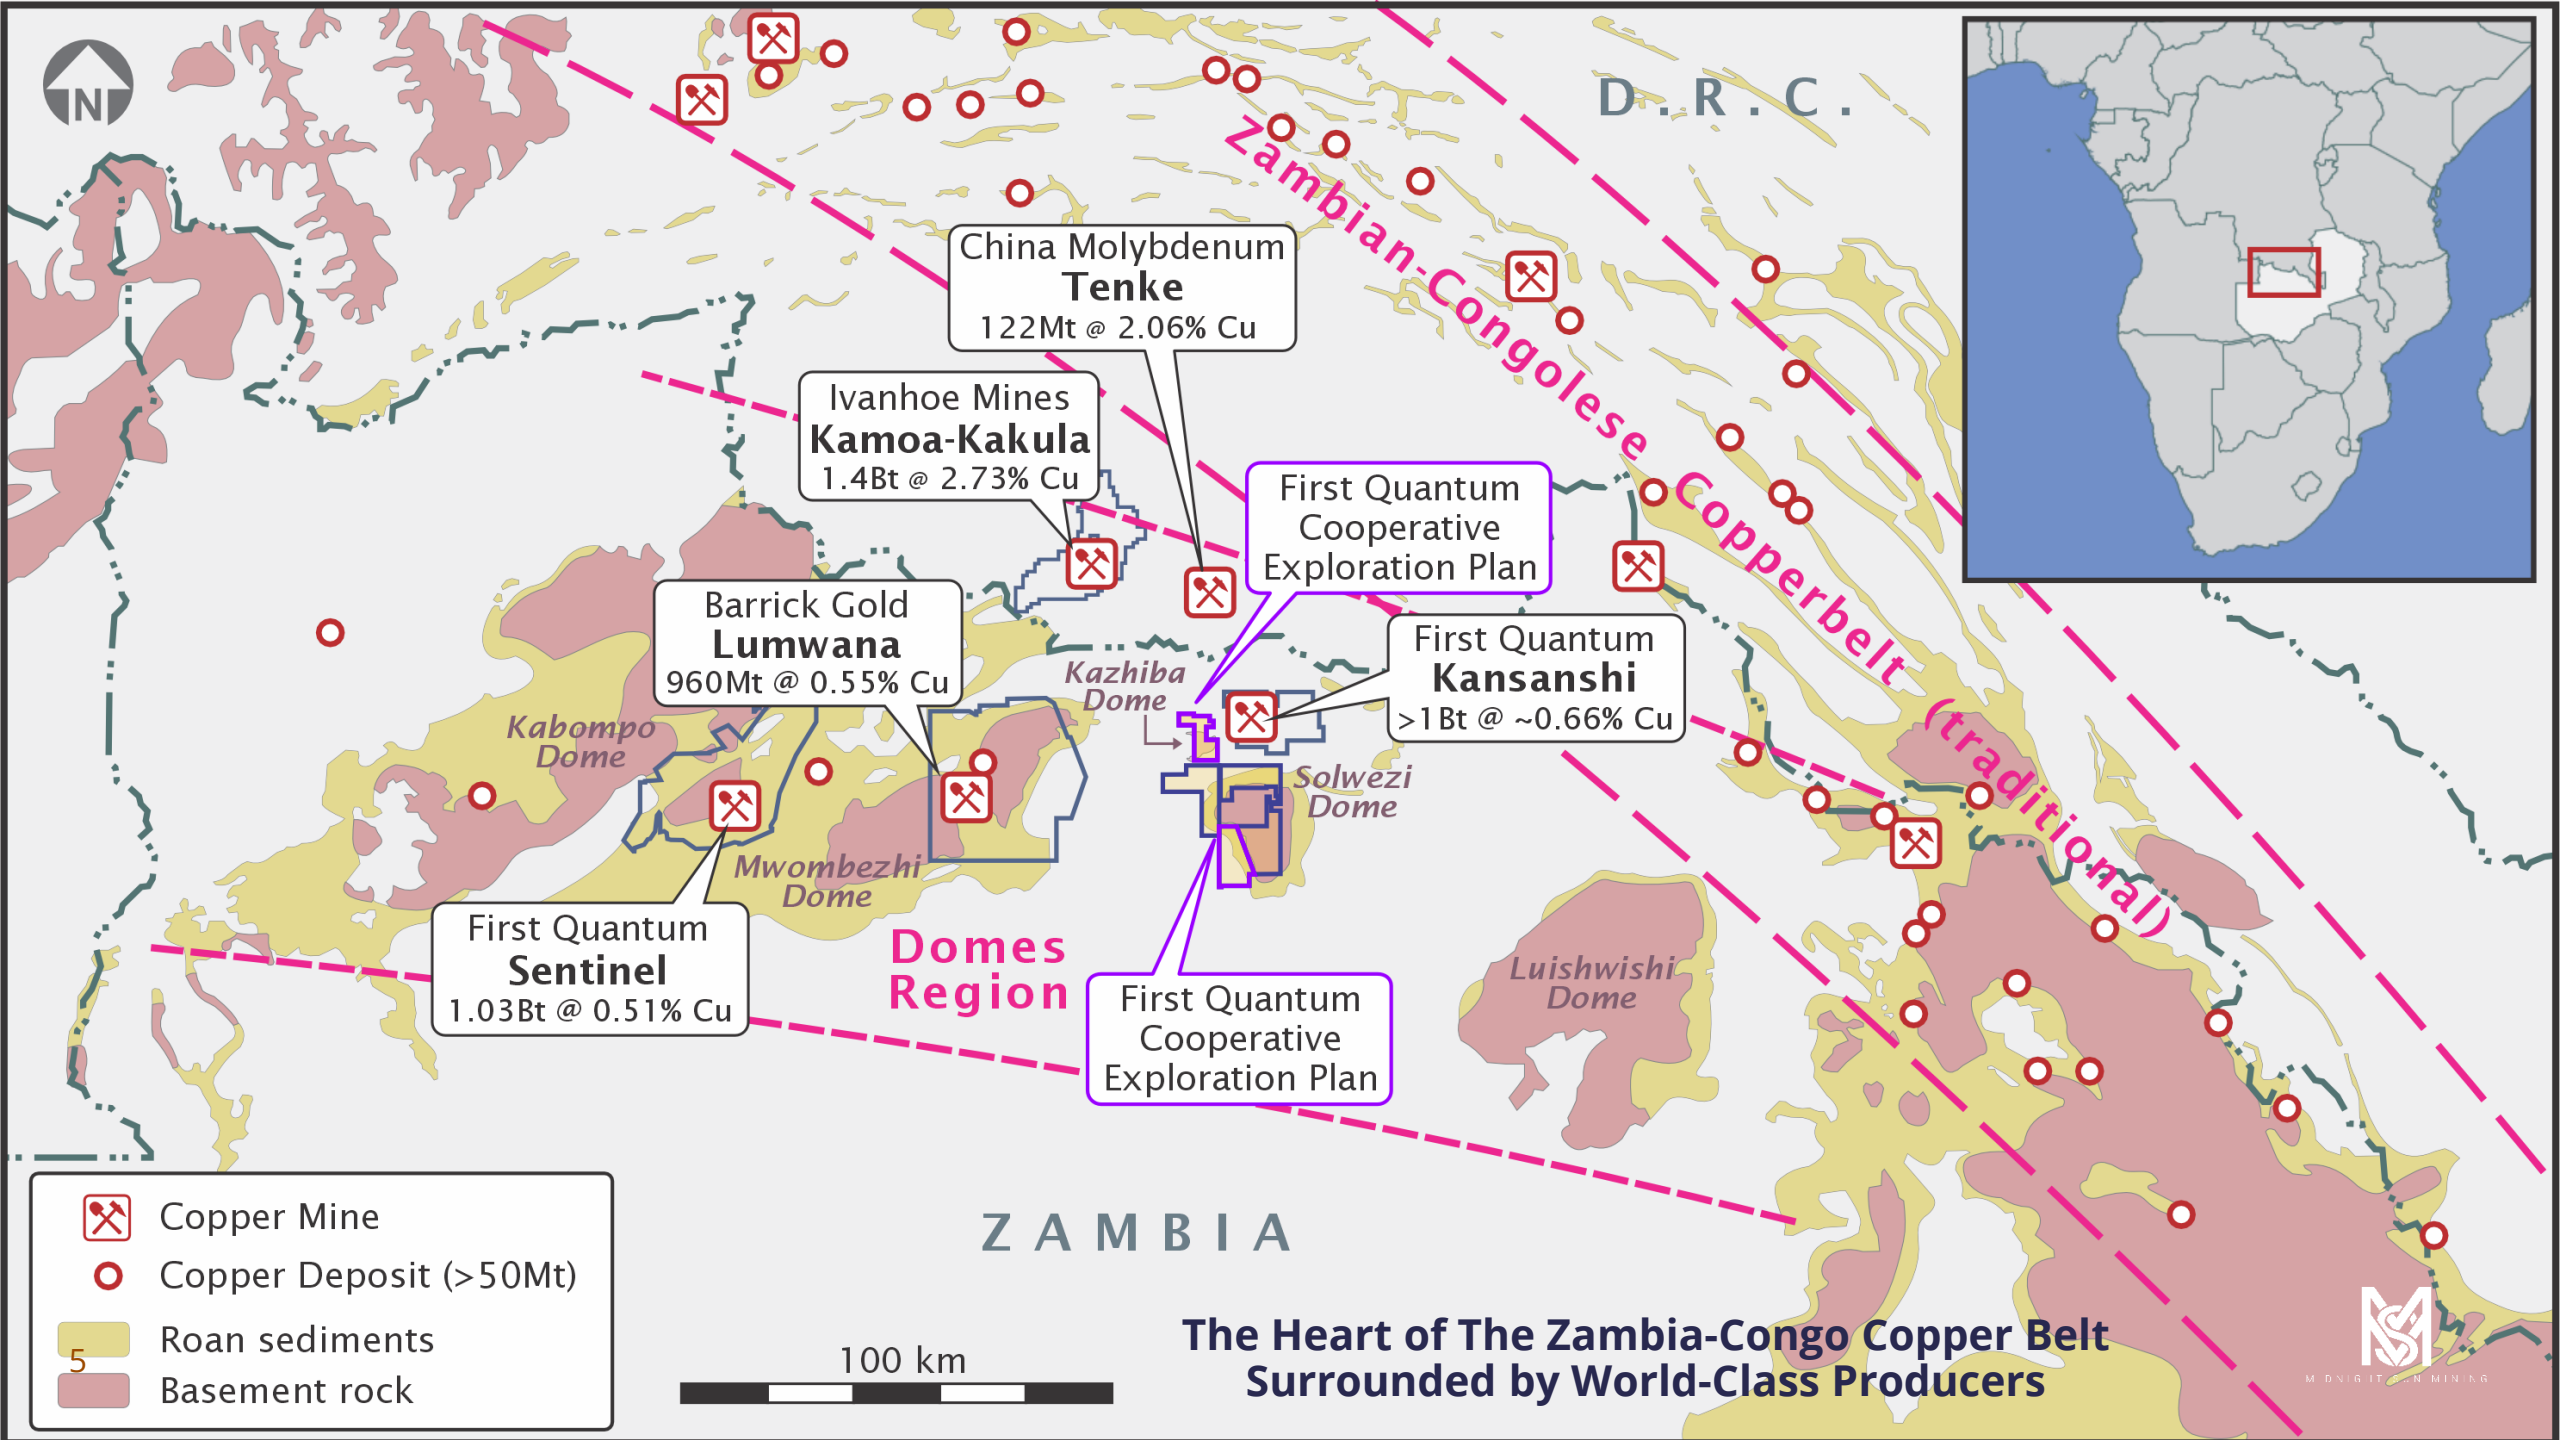 N
D.R.C.
Zambian-Congolese Copperbelt (traditional)
China Molybdenum
Tenke
122Mt @ 2.06% Cu
Ivanhoe Mines
Kamoa-Kakula
1.4Bt @ 2.73% Cu
First Quantum
Cooperative
Exploration Plan
Barrick Gold
Lumwana
960Mt @ 0.55% Cu
First Quantum
Kansanshi
>1Bt @ ~0.66% Cu
Kazhiba
Dome
Kabompo
Dome
Solwezi
Dome
Mwombezhi
Dome
First Quantum
Sentinel
1.03Bt @ 0.51% Cu
Domes
Region
First Quantum
Cooperative
Exploration Plan
Luishwishi
Dome
ZAMBIA
Copper Mine
Copper Deposit (>50Mt)
Roan sediments
5
Basement rock
100 km
The Heart of The Zambia-Congo Copper Belt
Surrounded by World-Class Producers
MIDNIGHT SUN MINING